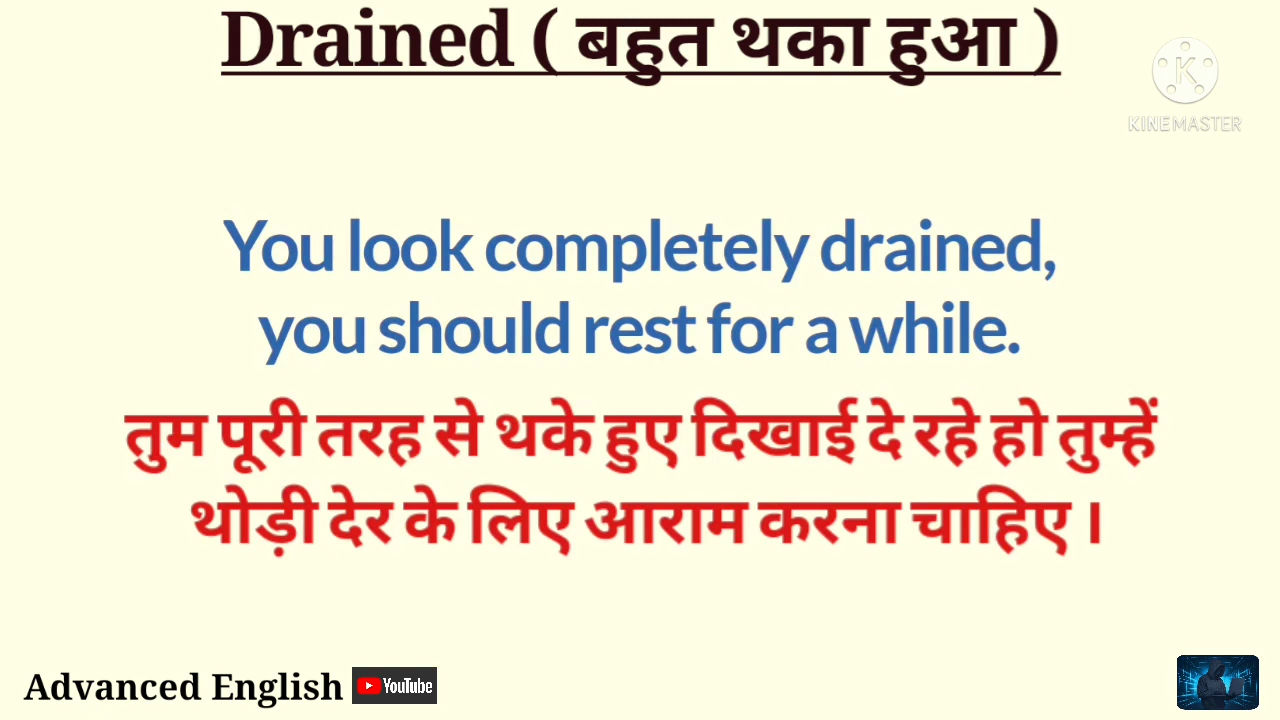 Drained ( बहुत थका हुआ )
KINEMASTER
You look completely drained,
you should rest for a while.
तुम पूरी तरह से थके हुए दिखाई दे रहे हो तुम्हें
थोड़ी देर के लिए आराम करना चाहिए ।
Advanced English YouTube